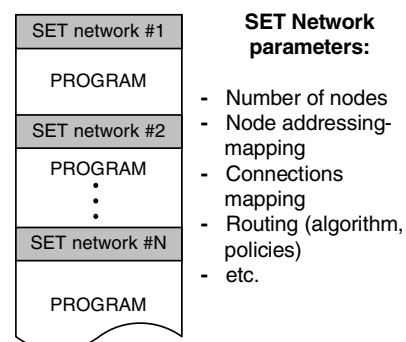 SET network #1
PROGRAM
SET network #2
PROGRAM
SET network #N
PROGRAM
SET Network
parameters:
- Number of nodes
- Node addressing-
mapping
- Connections
mapping
- Routing (algorithm,
policies)
- etc.